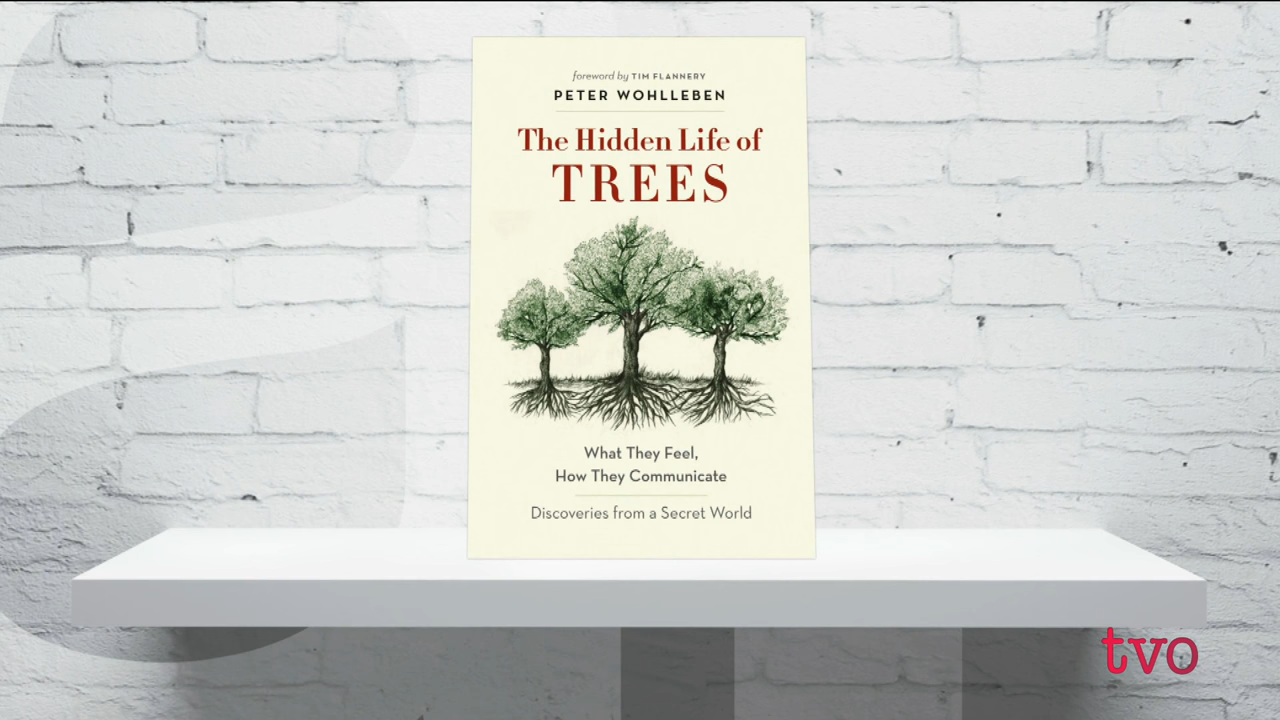 foreword by TIM FLANNERY
PETER WOHLLEBEN
The Hidden Life of
TREES
What They Feel,
How They Communicate
Discoveries from a Secret World
tvo